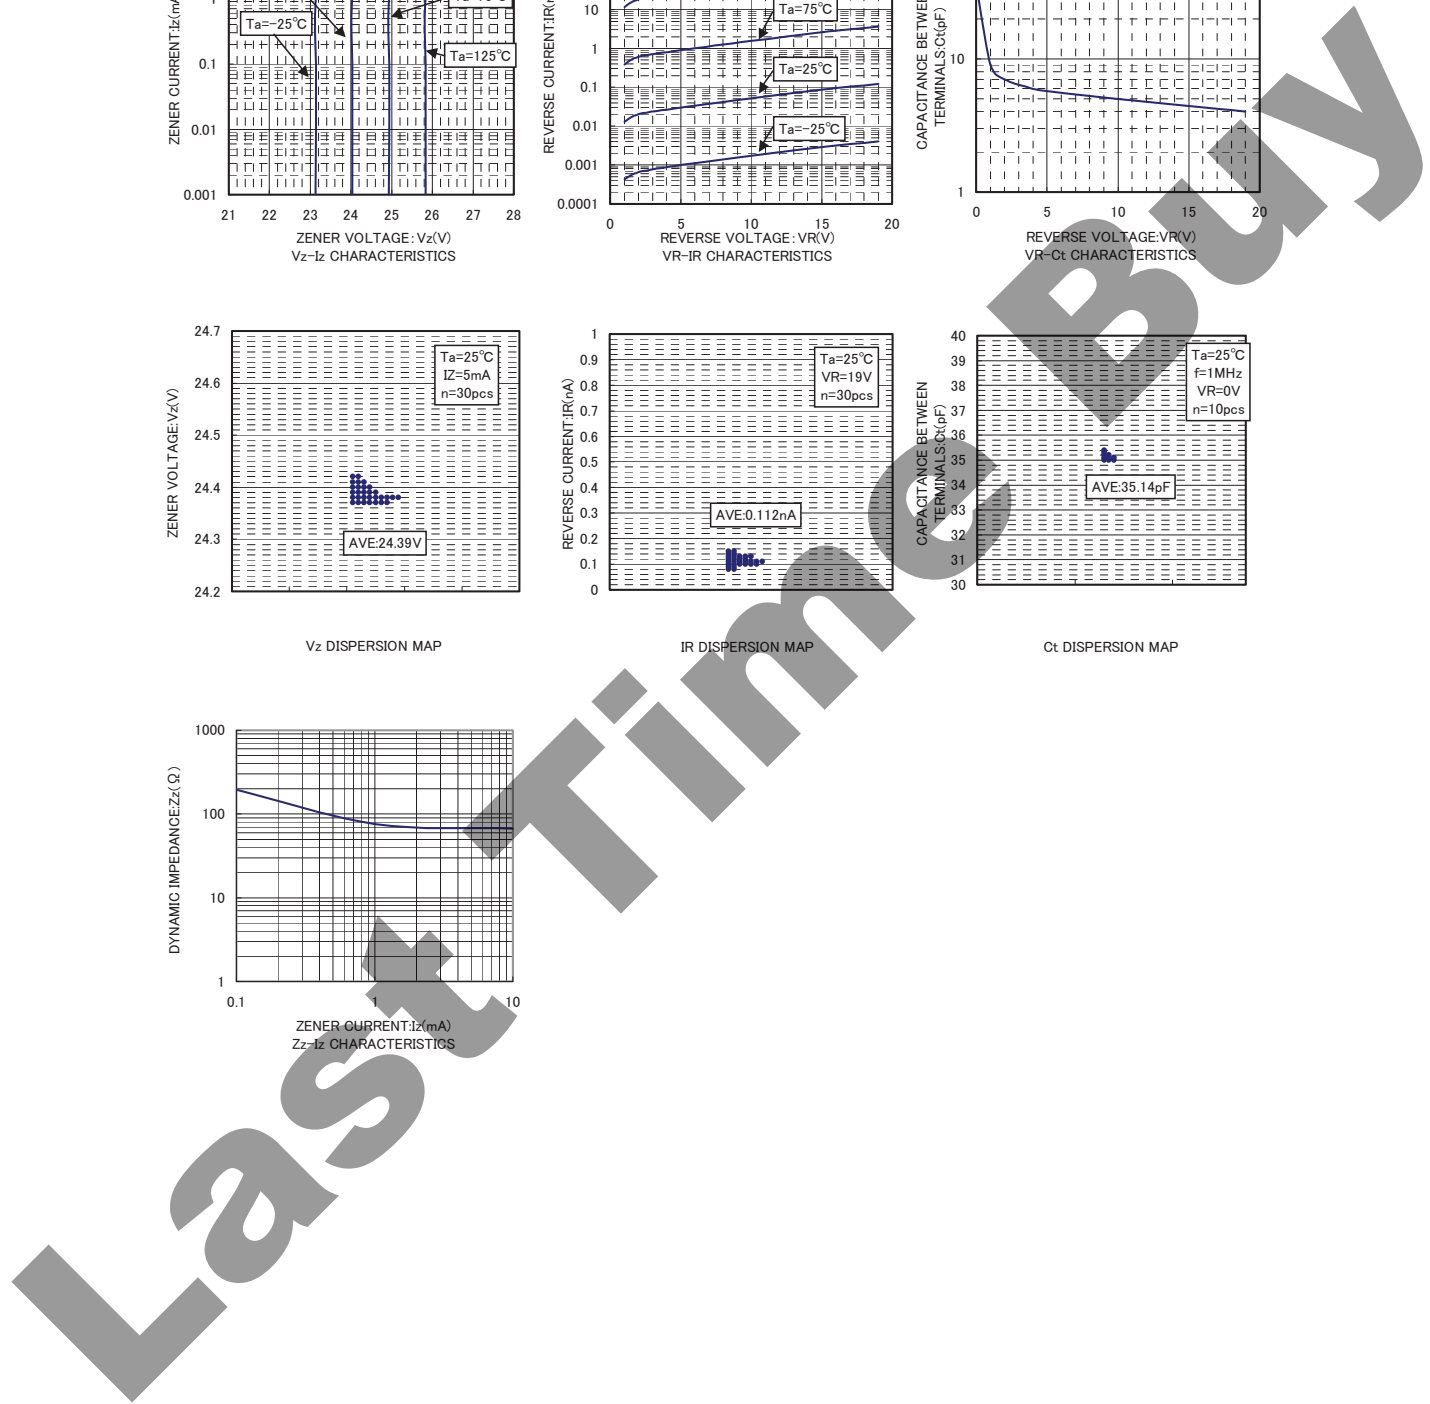 ZENER CURRENT:Iz(mA)
1
0.1
0.01
0.001
Ta=-25℃
Ta=125℃
21 22 23 24 25 26 27 28
ZENER VOLTAGE:Vz(V)
Vz-Iz CHARACTERISTICS
REVERSE CURRENT:IR(nA)
10
1
0.1
0.01
0.001
0.0001
Ta=75℃
Ta=25℃
Ta=-25℃
0 5 10 15 20
REVERSE VOLTAGE:VR(V)
VR-IR CHARACTERISTICS
CAPACITANCE BETWEEN
TERMINALS:Ct(pF)
10
1
0 5 10 15 20
REVERSE VOLTAGE:VR(V)
VR-Ct CHARACTERISTICS
ZENER VOLTAGE:Vz(V)
24.7
24.6
24.5
24.4
24.3
24.2
Ta=25℃
IZ=5mA
n=30pcs
AVE:24.39V
Vz DISPERSION MAP
REVERSE CURRENT:IR(nA)
1
0.9
0.8
0.7
0.6
0.5
0.4
0.3
0.2
0.1
0
Ta=25℃
VR=19V
n=30pcs
AVE:0.112nA
IR DISPERSION MAP
CAPACITANCE BETWEEN
TERMINALS:Ct(pF)
40
39
38
37
36
35
34
33
32
31
30
Ta=25℃
f=1MHz
VR=0V
n=10pcs
AVE:35.14pF
Ct DISPERSION MAP
DYNAMIC IMPEDANCE:Zz(Ω)
1000
100
10
1
0.1 1 10
ZENER CURRENT:Iz(mA)
Zz-Iz CHARACTERISTICS
Last Time Buy